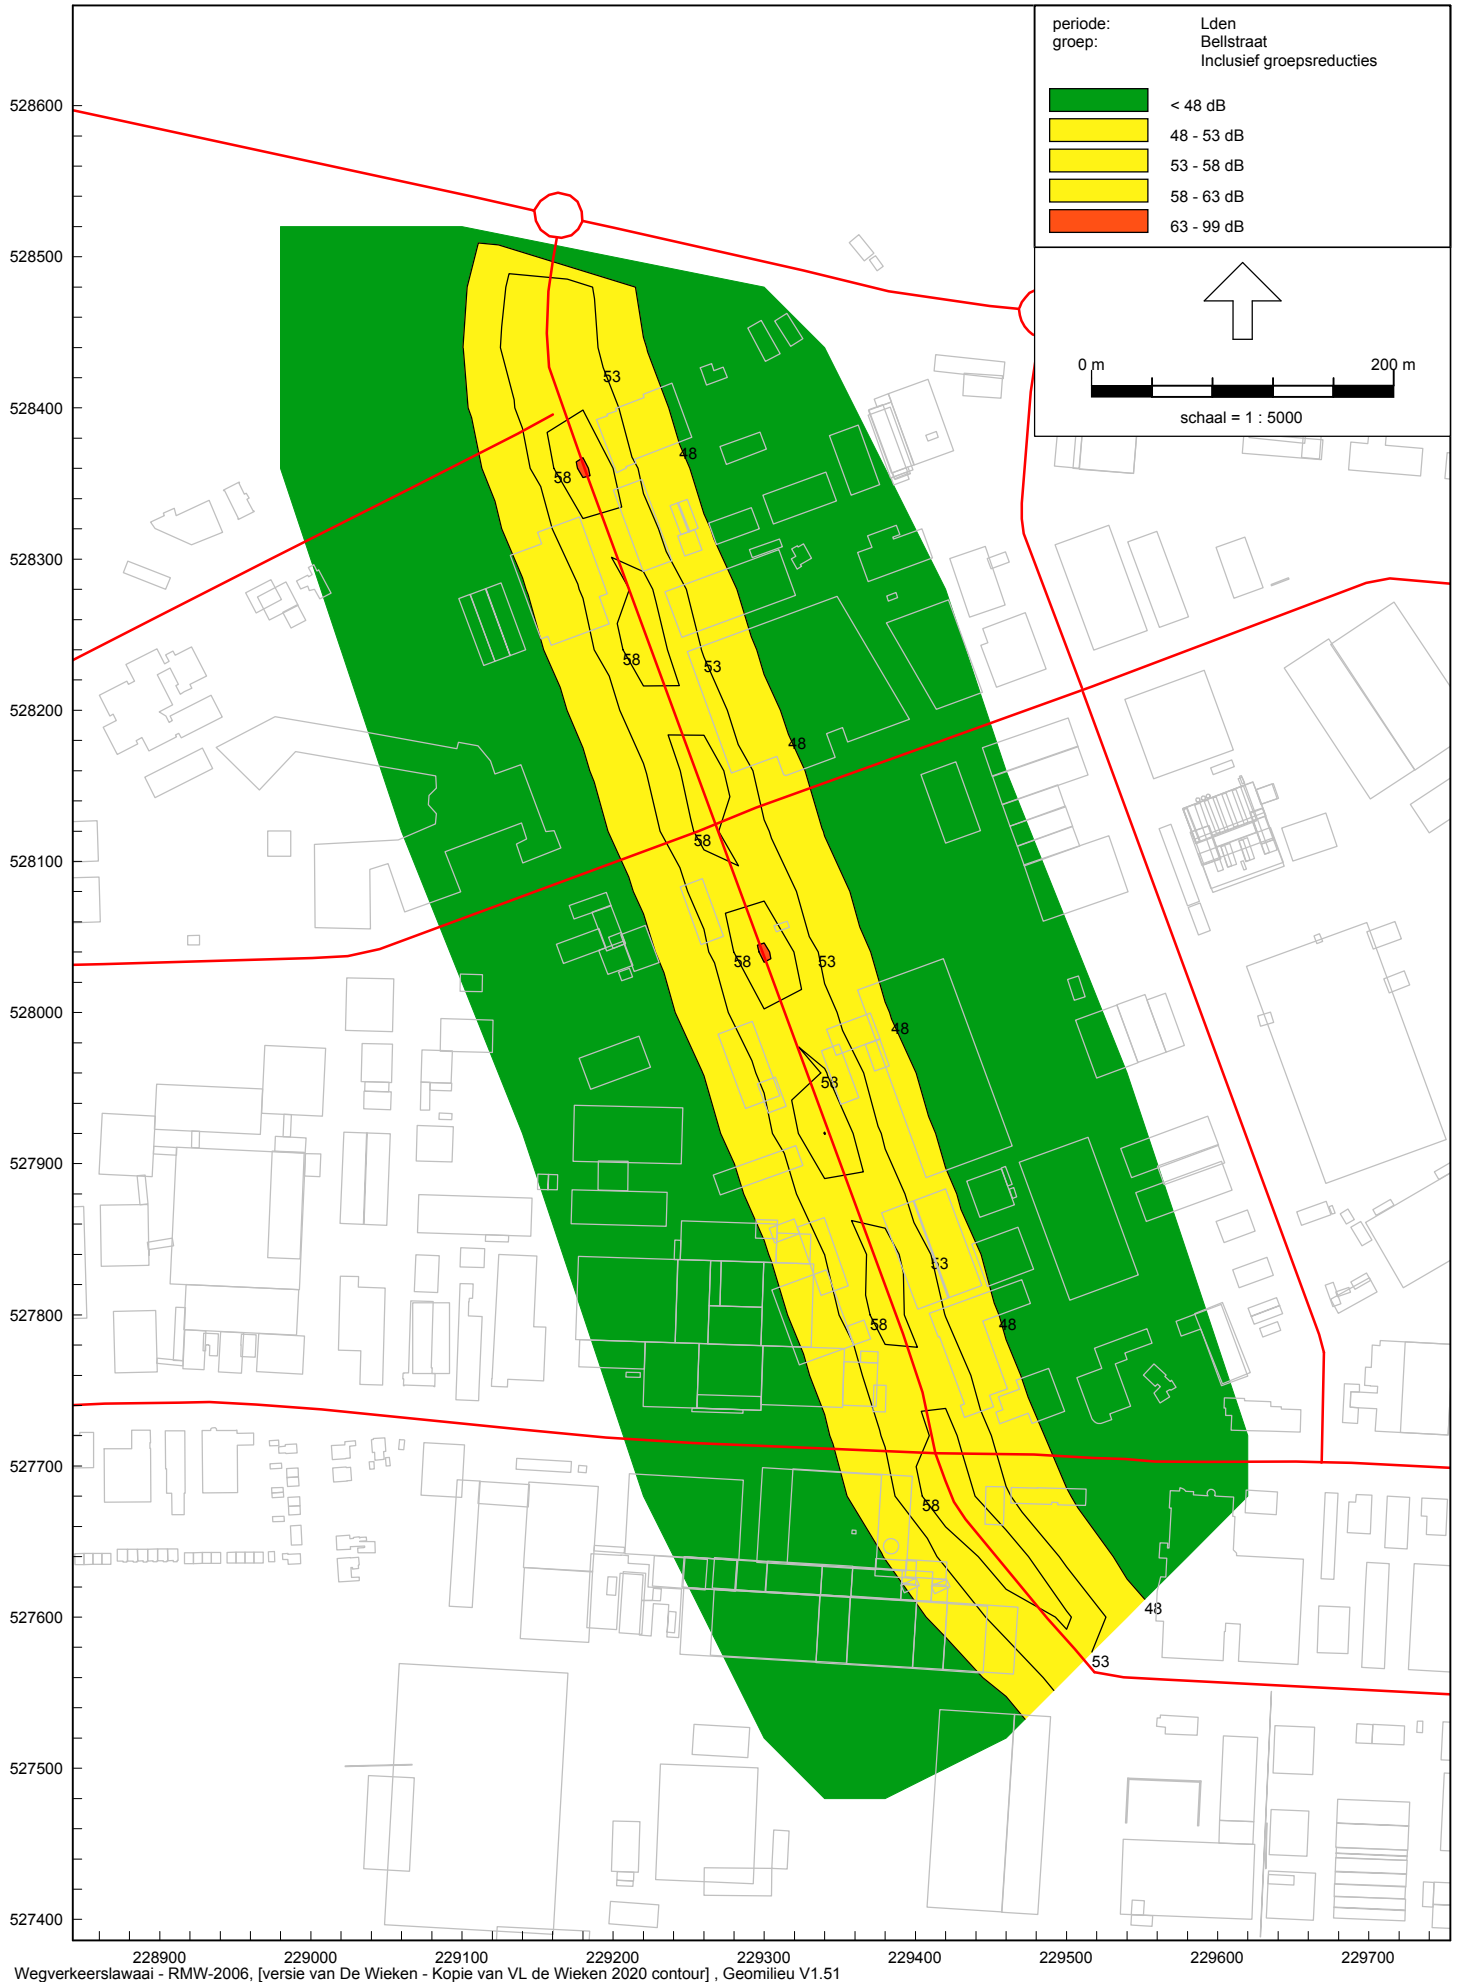 periode: Lden
groep: Bellstraat
Inclusief groepsreducties
< 48 dB
48 - 53 dB
53 - 58 dB
58 - 63 dB
63 - 99 dB
0 m 200 m
schaal = 1 : 5000
528600
528500
528400
528300
528200
528100
528000
527900
527800
527700
527600
527500
527400
53
48
58
58
53
48
58
58
53
48
53
53
58
48
58
48
53
228900 229000 229100 229200 229300 229400 229500 229600 229700
Wegverkeerslawaai - RMW-2006, [versie van De Wieken - Kopie van VL de Wieken 2020 contour] , Geomilieu V1.51